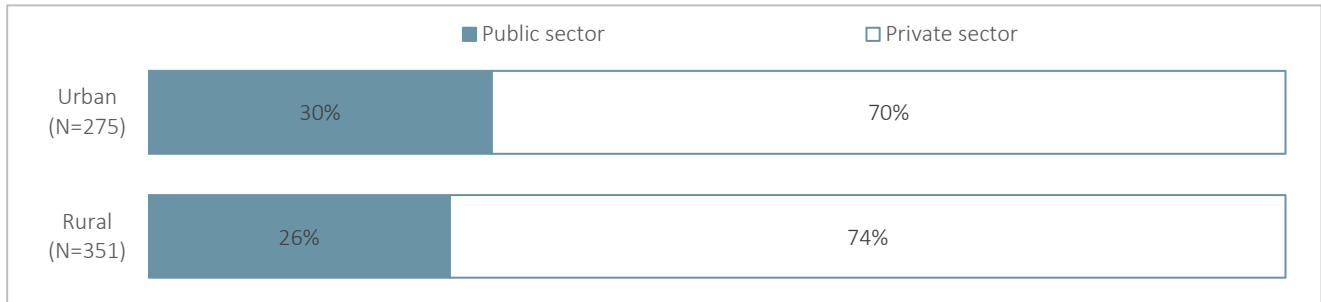 Public sector Private sector
Urban
(N=275)
30% 70%
Rural
(N=351)
26% 74%